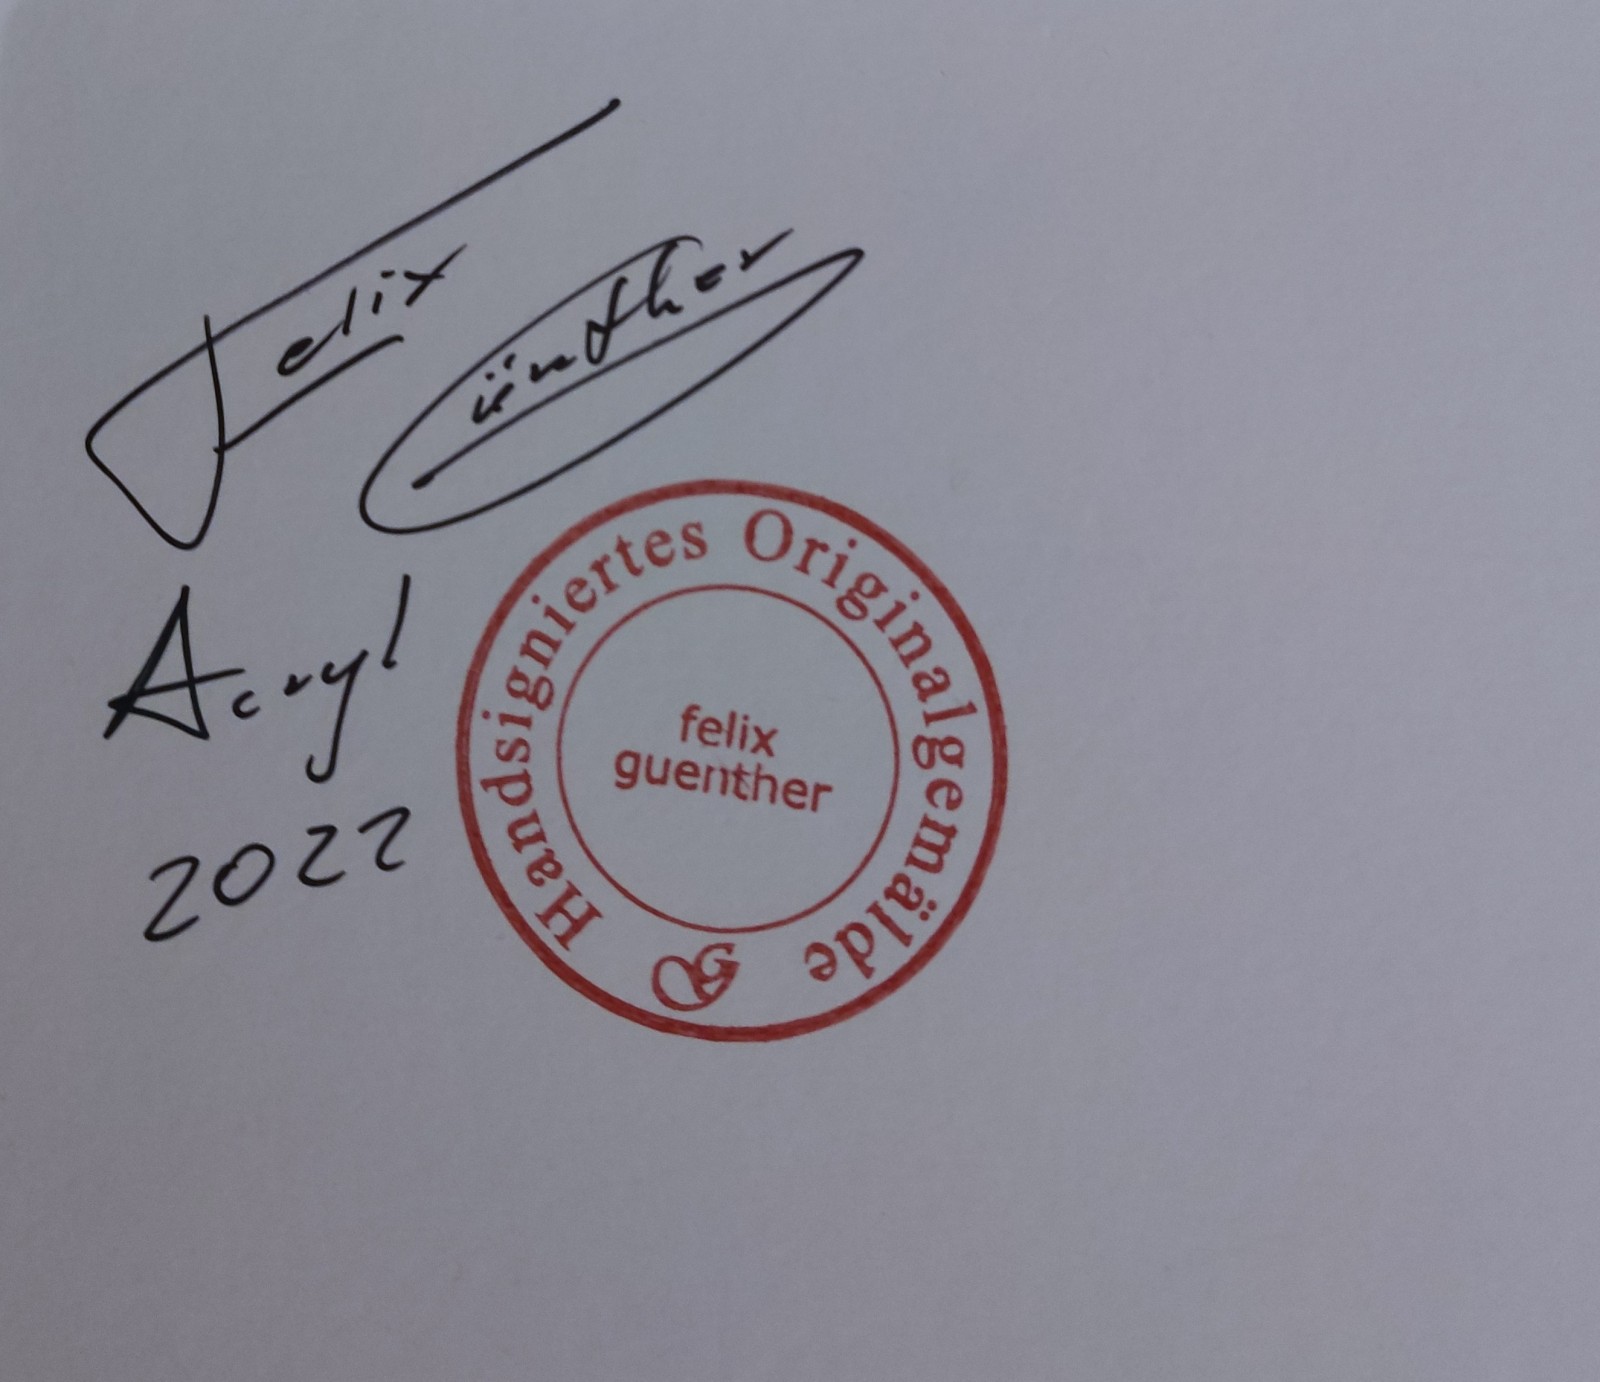 Felix
Günther
Acryl
2022
Handsigniertes Originalgemälde
felix
guenther